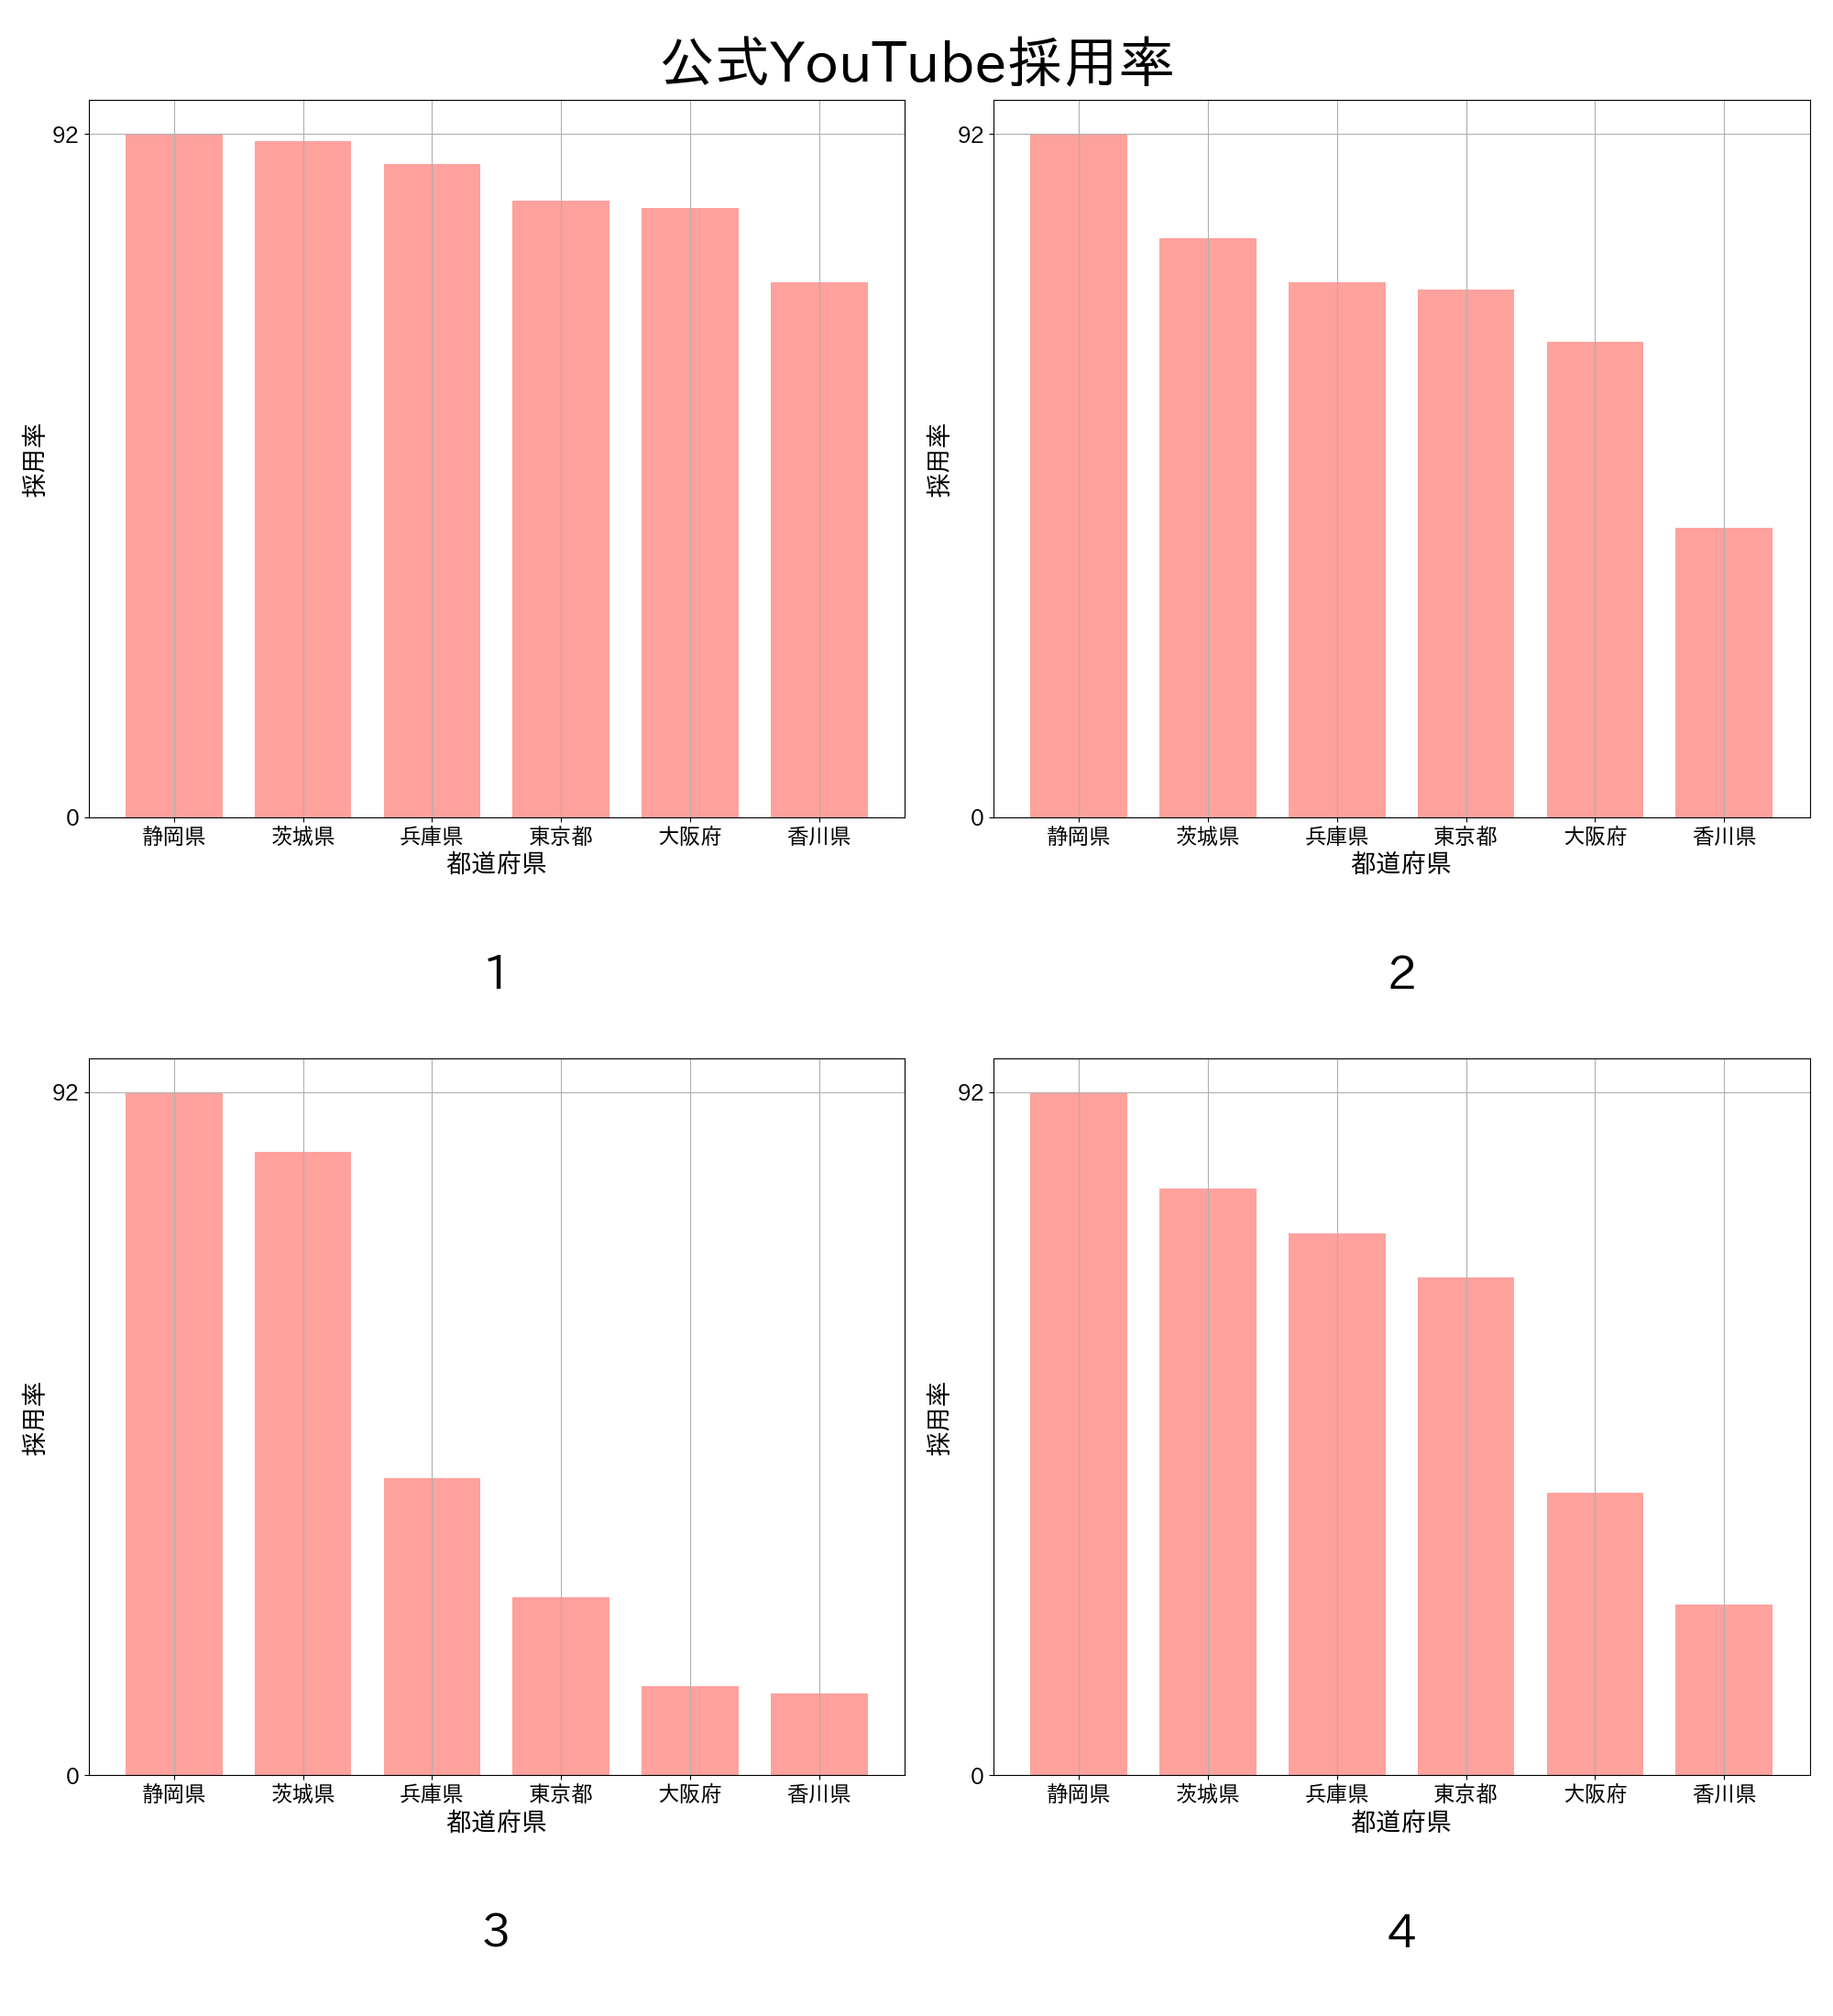 公式YouTube採用率
92
0
採用率
静岡県 茨城県 兵庫県 東京都 大阪府 香川県
都道府県
1
92
0
採用率
静岡県 茨城県 兵庫県 東京都 大阪府 香川県
都道府県
2
92
0
採用率
静岡県 茨城県 兵庫県 東京都 大阪府 香川県
都道府県
3
92
0
採用率
静岡県 茨城県 兵庫県 東京都 大阪府 香川県
都道府県
4